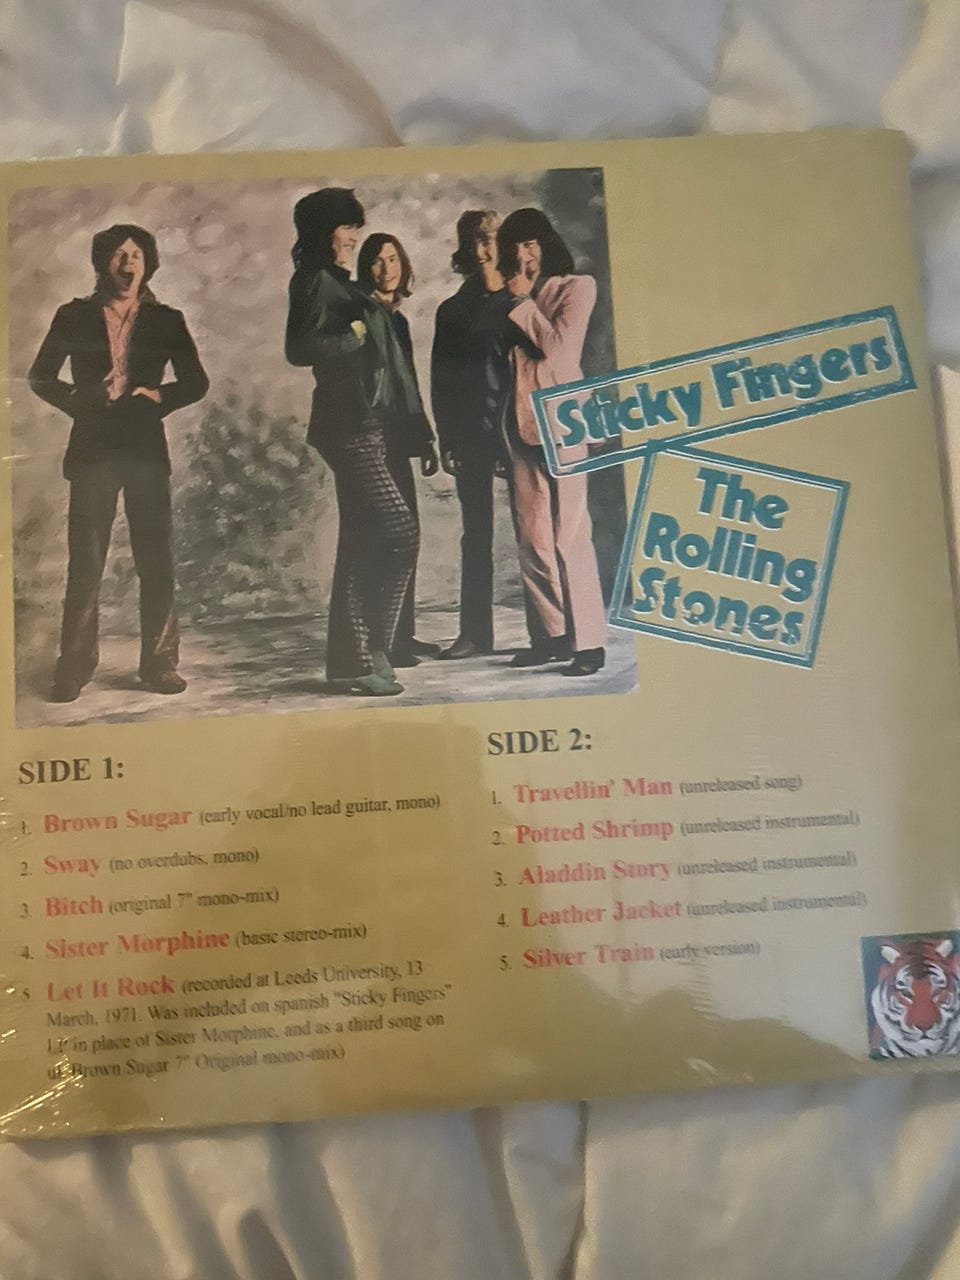 Sticky Fingers
The
Rolling
Stones
SIDE 1:
1. Brown Sugar (early vocal/no lead guitar, mono)
2. Sway (no overdubs, mono)
3. Bitch (original 7" mono-mix)
4. Sister Morphine (basic stereo-mix)
5 Let It Rock (recorded at Leeds University, 13
March, 1971. Was included on spanish "Sticky Fingers"
LP in place of Sister Morphine, and as a third song on
uk Brown Sugar 7" Original mono-mix)
SIDE 2:
1. Travellin' Man (unreleased song)
2. Potted Shrimp (unreleased instrumental)
3. Aladdin Story (unreleased instrumental)
4. Leather Jacket (unreleased instrumental)
5. Silver Train (early version)